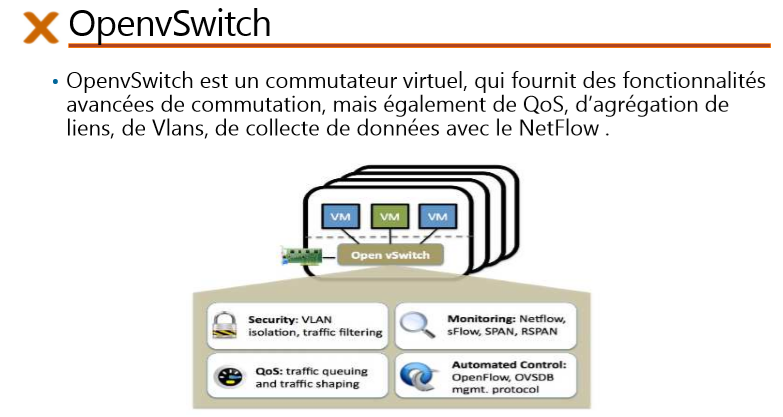 OpenvSwitch
• OpenvSwitch est un commutateur virtuel, qui fournit des fonctionnalités
avancées de commutation, mais également de QoS, d’agrégation de
liens, de Vlans, de collecte de données avec le NetFlow .
VM VM VM
Open vSwitch
Security: VLAN
isolation, traffic filtering
Monitoring: Netflow,
sFlow, SPAN, RSPAN
QoS: traffic queuing
and traffic shaping
Automated Control:
OpenFlow, OVSDB
mgmt. protocol